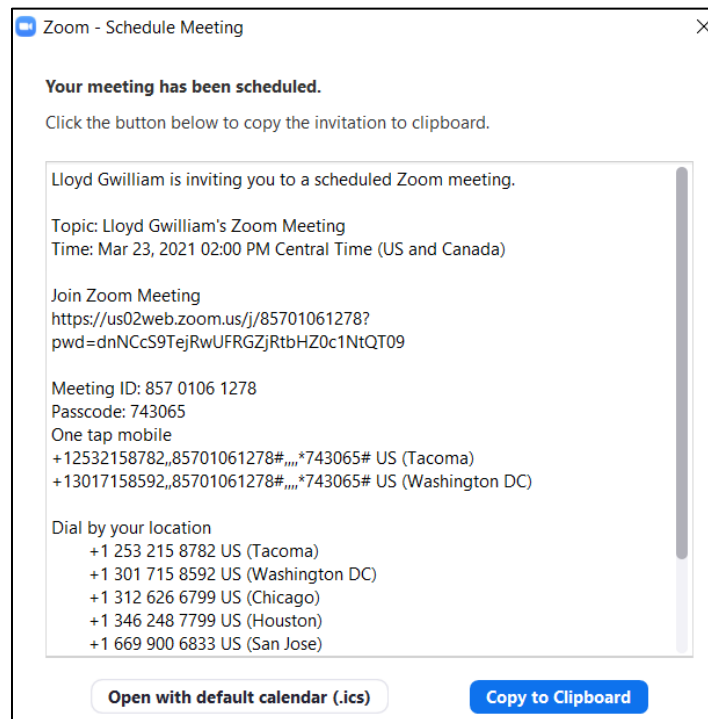 Zoom - Schedule Meeting
Your meeting has been scheduled.
Click the button below to copy the invitation to clipboard.
Lloyd Gwilliam is inviting you to a scheduled Zoom meeting.
Topic: Lloyd Gwilliam's Zoom Meeting
Time: Mar 23, 2021 02:00 PM Central Time (US and Canada)
Join Zoom Meeting
https://us02web.zoom.us/j/85701061278?
pwd=dnNCcS9TejRwUFRGZjRtbHZ0c1NtQT09
Meeting ID: 857 0106 1278
Passcode: 743065
One tap mobile
+12532158782,,85701061278#,,,,*743065# US (Tacoma)
+13017158592,,85701061278#,,,,*743065# US (Washington DC)
Dial by your location
+1 253 215 8782 US (Tacoma)
+1 301 715 8592 US (Washington DC)
+1 312 626 6799 US (Chicago)
+1 346 248 7799 US (Houston)
+1 669 900 6833 US (San Jose)
Open with default calendar (.ics)
Copy to Clipboard